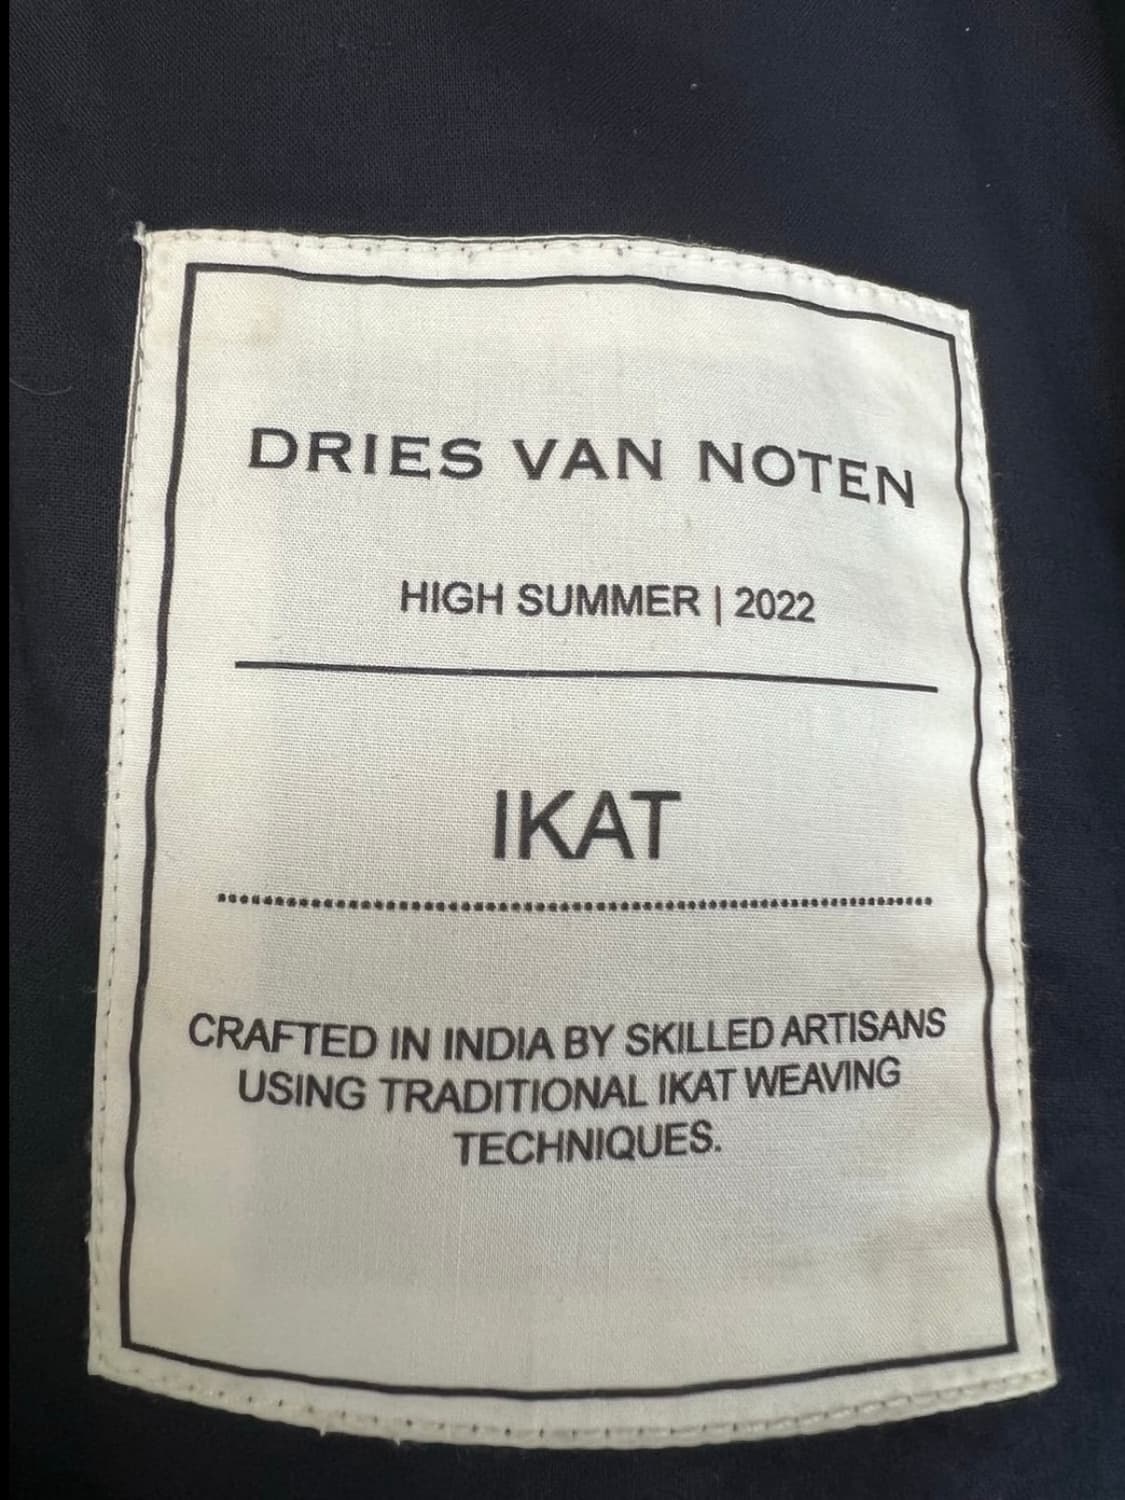 DRIES VAN NOTEN
HIGH SUMMER | 2022
IKAT
CRAFTED IN INDIA BY SKILLED ARTISANS
USING TRADITIONAL IKAT WEAVING
TECHNIQUES.